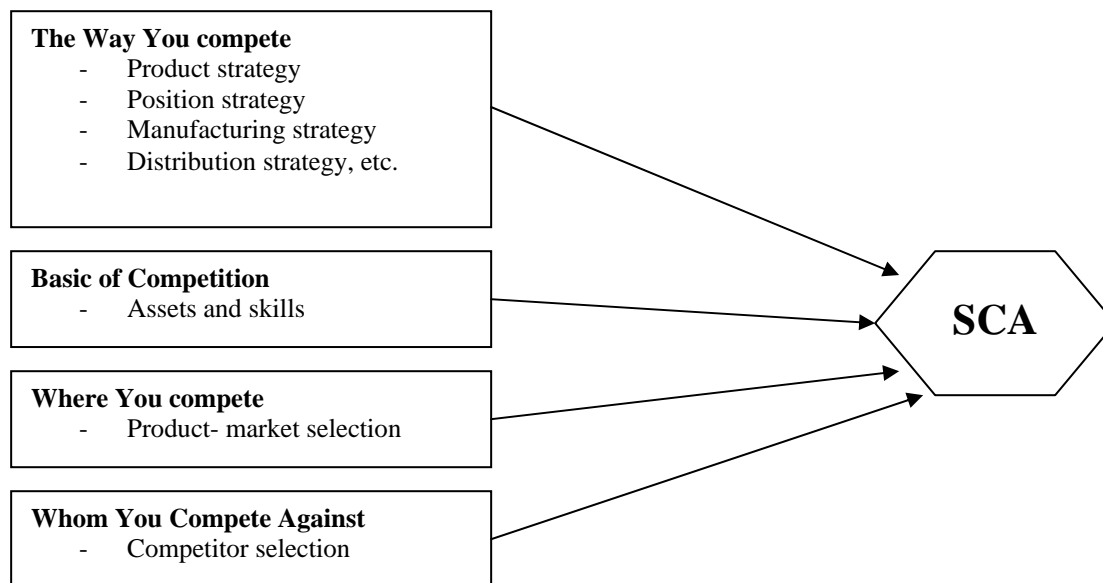 The Way You compete
- Product strategy
- Position strategy
- Manufacturing strategy
- Distribution strategy, etc.
Basic of Competition
- Assets and skills
SCA
Where You compete
- Product- market selection
Whom You Compete Against
- Competitor selection